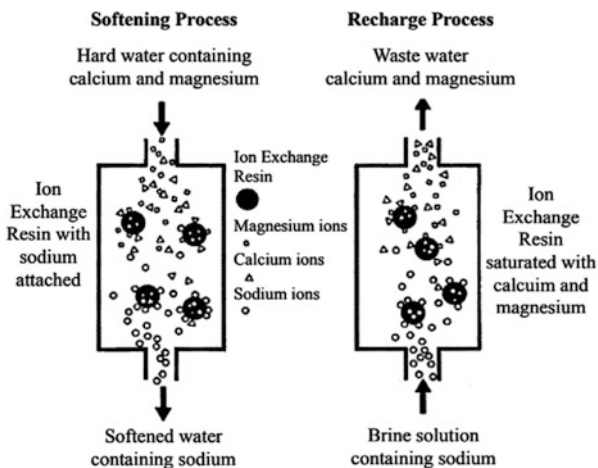 Softening Process
Hard water containing
calcium and magnesium
Ion
Exchange
Resin with
sodium
attached
Ion Exchange
Resin
Magnesium ions
Calcium ions
Sodium ions
Softened water
containing sodium
Recharge Process
Waste water
calcium and magnesium
Ion
Exchange
Resin
saturated with
calcuim and
magnesium
Brine solution
containing sodium